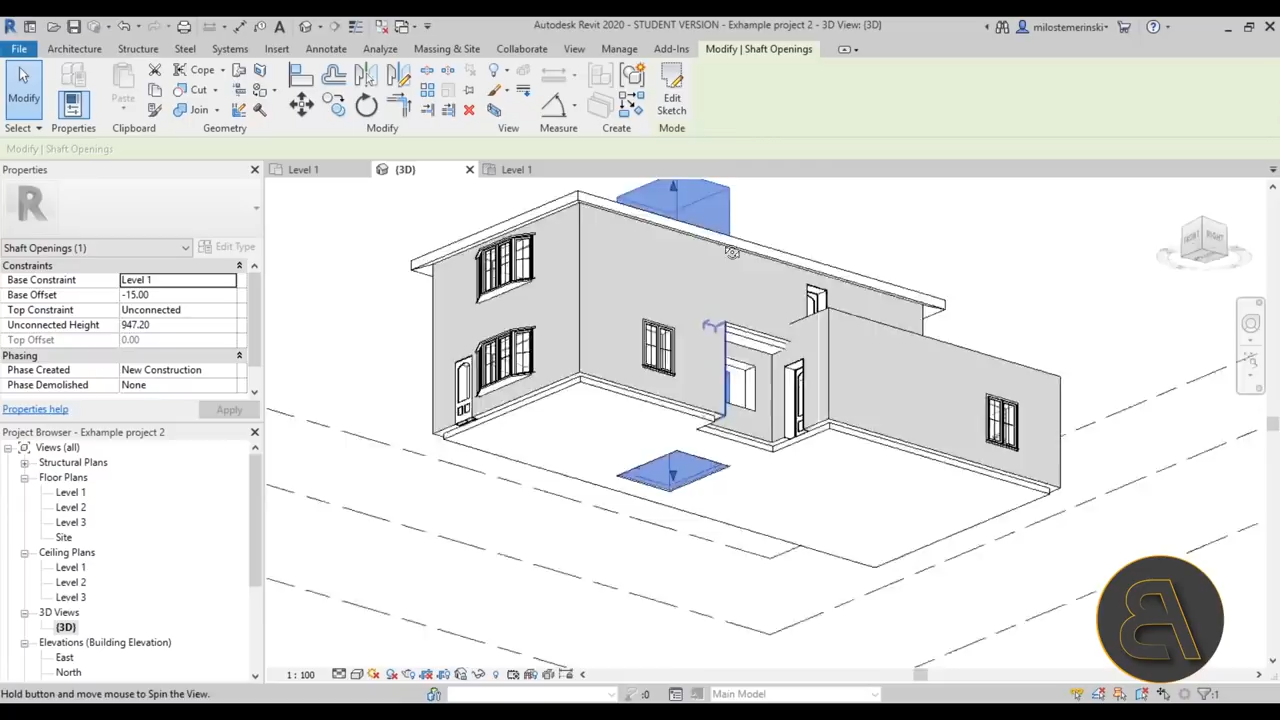 Autodesk Revit 2020 - STUDENT VERSION - Exhample project 2 - 3D View: {3D}
milostemerinski
File Architecture Structure Steel Systems Insert Annotate Analyze Massing & Site Collaborate View Manage Add-Ins Modify | Shaft Openings
Modify Paste Cope Cut Join Edit Sketch
Select Properties Clipboard Geometry Modify View Measure Create Mode
Modify | Shaft Openings
Properties
Level 1 {3D} Level 1
Shaft Openings (1) Edit Type
Constraints
Base Constraint Level 1
Base Offset -15.00
Top Constraint Unconnected
Unconnected Height 947.20
Top Offset 0.00
Phasing
Phase Created New Construction
Phase Demolished None
Properties help Apply
Project Browser - Exhample project 2
Views (all)
Structural Plans
Floor Plans
Level 1
Level 2
Level 3
Site
Ceiling Plans
Level 1
Level 2
Level 3
3D Views
{3D}
Elevations (Building Elevation)
East
North
FRONT RIGHT
1 : 100
Hold button and move mouse to Spin the View.
:0
Main Model
:1